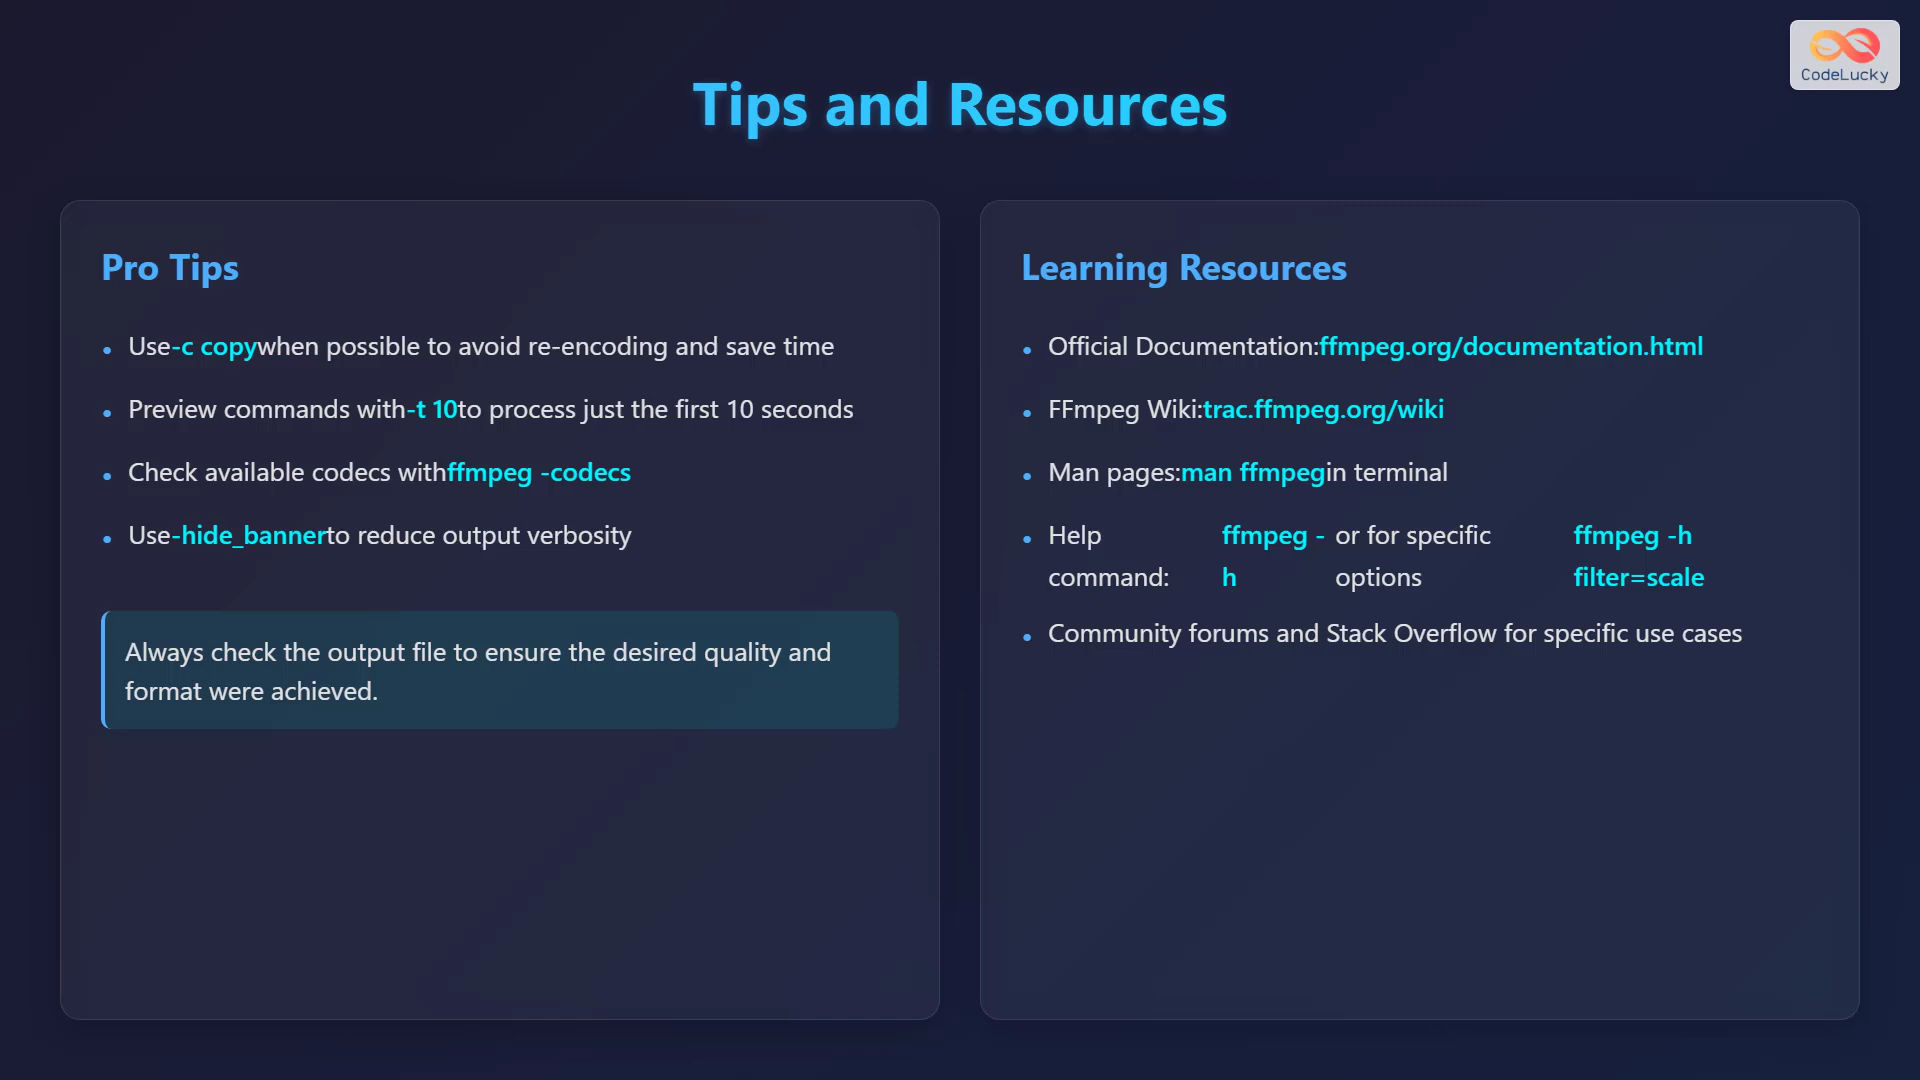 CodeLucky
Tips and Resources
Pro Tips
• Use-c copywhen possible to avoid re-encoding and save time
• Preview commands with-t 10to process just the first 10 seconds
• Check available codecs withffmpeg -codecs
• Use-hide_bannerto reduce output verbosity
Always check the output file to ensure the desired quality and
format were achieved.
Learning Resources
• Official Documentation:ffmpeg.org/documentation.html
• FFmpeg Wiki:trac.ffmpeg.org/wiki
• Man pages:man ffmpegin terminal
• Help ffmpeg - or for specific ffmpeg -h
command: h options filter=scale
• Community forums and Stack Overflow for specific use cases